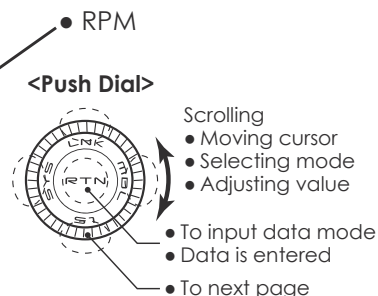 ● RPM
<Push Dial>
Scrolling
● Moving cursor
● Selecting mode
● Adjusting value
LNK
SYS
RTN
MDL
S1
● To input data mode
● Data is entered
● To next page